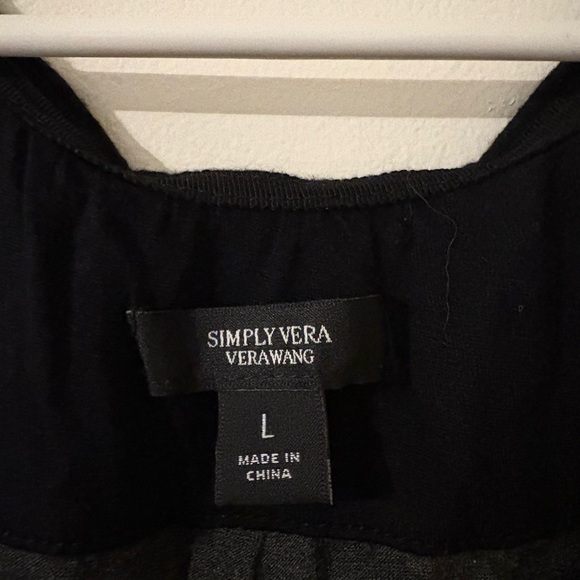 SIMPLY VERA
VERAWANG
L
MADE IN
CHINA